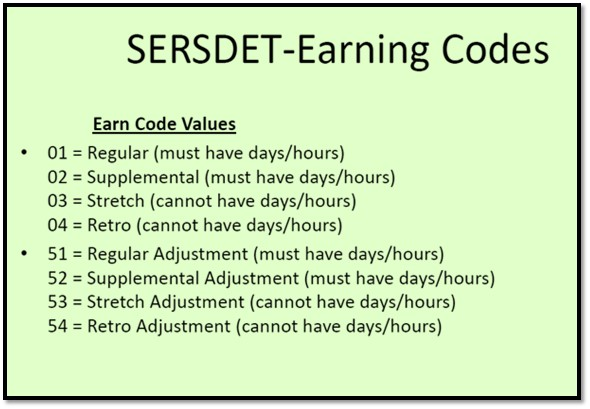 SERSDET-Earning Codes
Earn Code Values
• 01 = Regular (must have days/hours)
02 = Supplemental (must have days/hours)
03 = Stretch (cannot have days/hours)
04 = Retro (cannot have days/hours)
• 51 = Regular Adjustment (must have days/hours)
52 = Supplemental Adjustment (must have days/hours)
53 = Stretch Adjustment (cannot have days/hours)
54 = Retro Adjustment (cannot have days/hours)